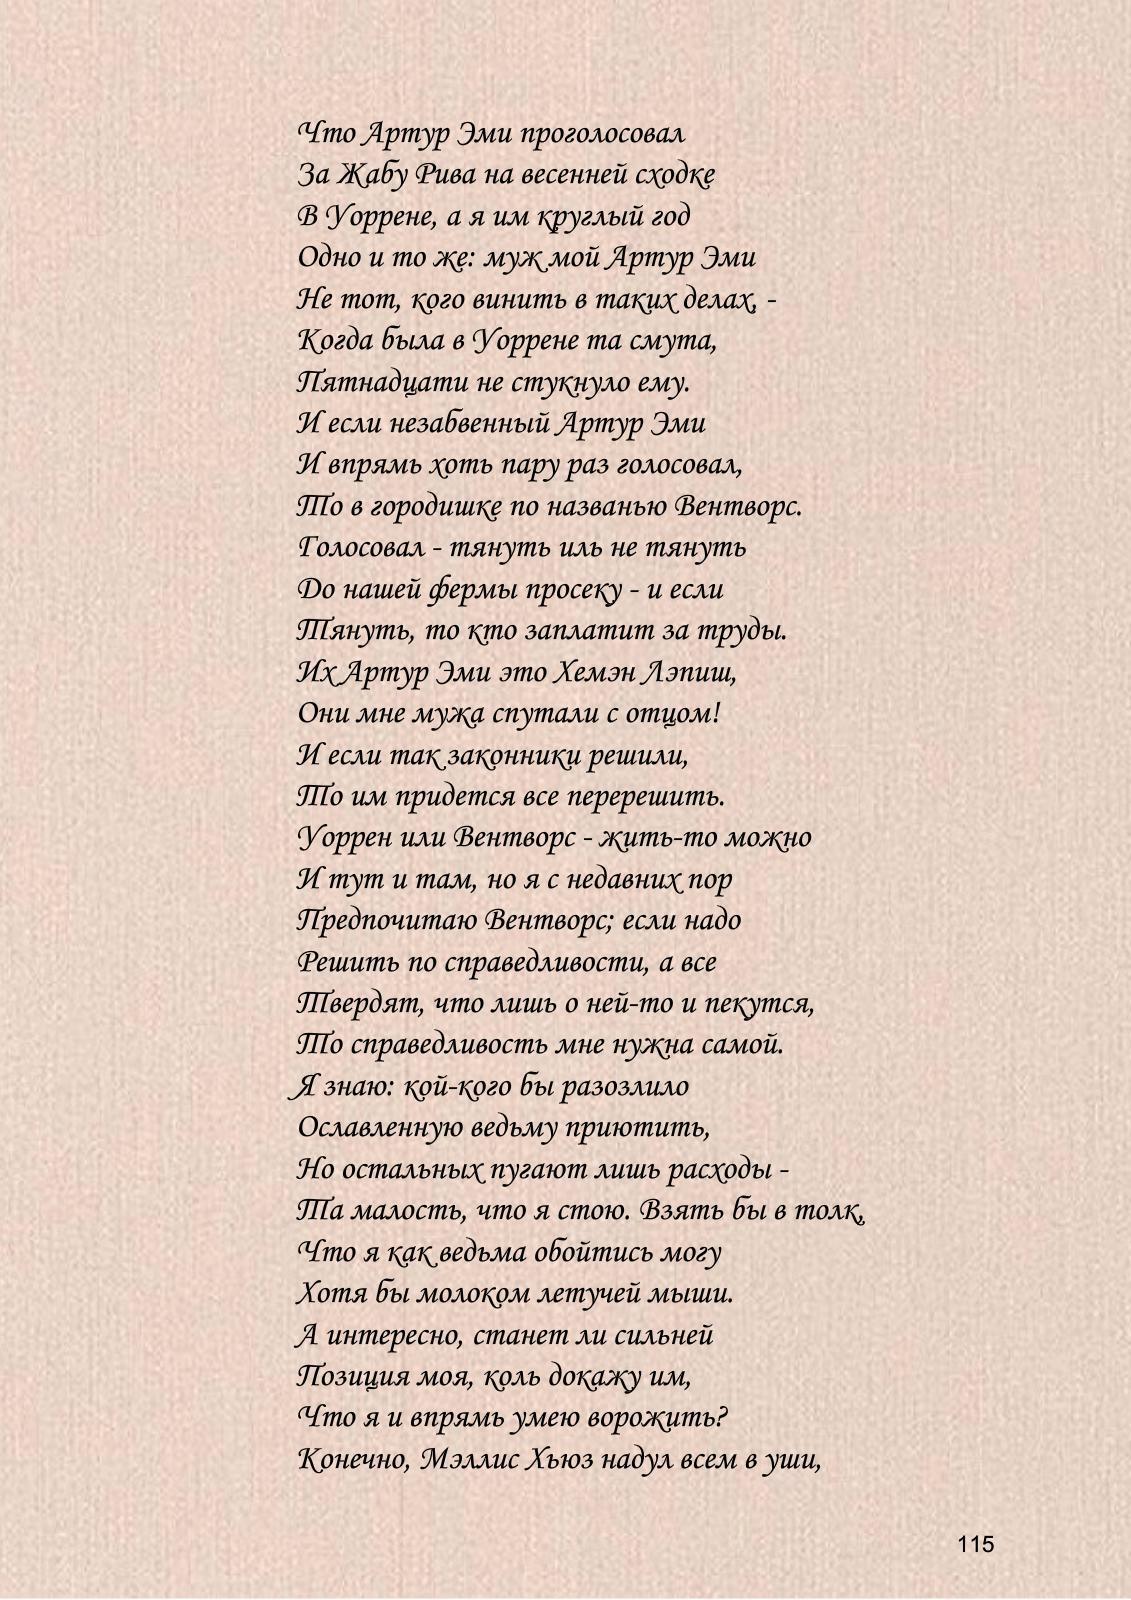 Что Артур Эми проголосовал
За Жабу Рива на весенней сходке
В Уоррене, а я им круглый год
Одно и то же: муж мой Артур Эми
Не тот, кого винить в таких делах, -
Когда была в Уоррене та смута,
Пятнадцати не стукнуло ему.
И если незабвенный Артур Эми
И впрямь хоть пару раз голосовал,
То в городишке по названью Вентворс.
Голосовал - тянуть иль не тянуть
До нашей фермы просеку - и если
Тянуть, то кто заплатит за труды.
Их Артур Эми это Хемэн Лэпиш,
Они мне мужа спутали с отцом!
И если так законники решили,
То им придется все перерешить.
Уоррен или Вентворс - жить-то можно
И тут и там, но я с недавних пор
Предпочитаю Вентворс; если надо
Решить по справедливости, а все
Твердят, что лишь о ней-то и пекутся,
То справедливость мне нужна самой.
Я знаю: кой-кого бы разозлило
Ославленную ведьму приютить,
Но остальных пугают лишь расходы -
Та малость, что я стою. Взять бы в толк,
Что я как ведьма обойтись могу
Хотя бы молоком летучей мыши.
А интересно, станет ли сильней
Позиция моя, коль докажу им,
Что я и впрямь умею ворожить?
Конечно, Мэллис Хьюз надул всем в уши,
115